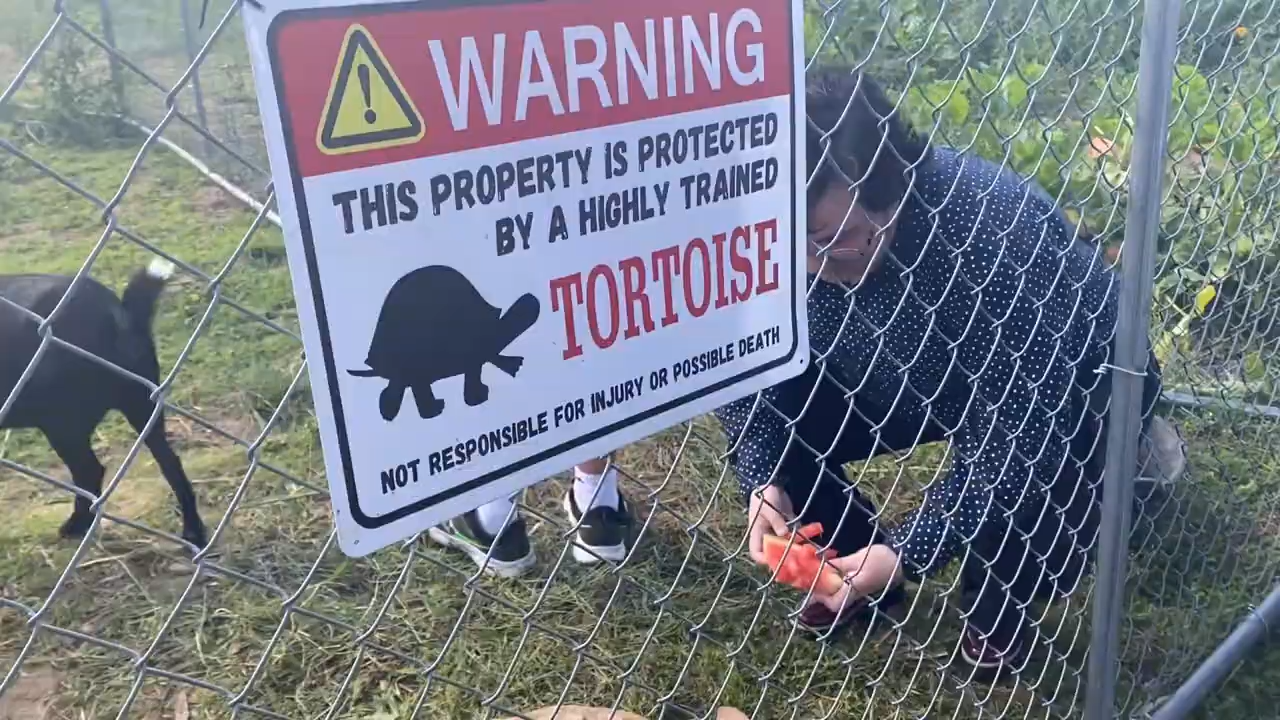 WARNING
THIS PROPERTY IS PROTECTED
BY A HIGHLY TRAINED
TORTOISE
NOT RESPONSIBLE FOR INJURY OR POSSIBLE DEATH